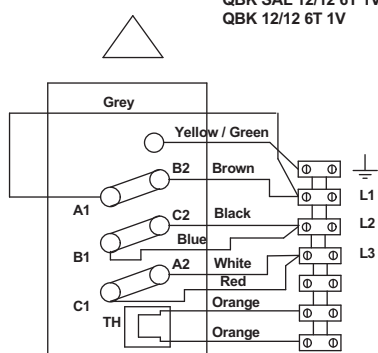 QBK SAL 12/12 6T 1V
QBK 12/12 6T 1V
Grey
Yellow / Green
B2 Brown
A1
L1
C2 Black
L2
Blue
B1
A2 White
L3
Red
C1
Orange
TH
Orange